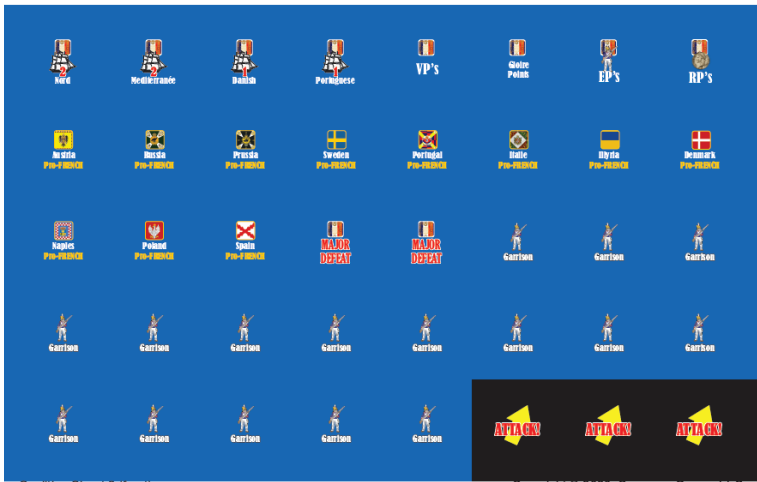 2 2 1 1
Nord Mediterranée Danish Portuguese VP's Gloire Points EP's RP's
Austria Russia Prussia Sweden Portugal Italie Illyria Denmark
Pro-FRENCH Pro-FRENCH Pro-FRENCH Pro-FRENCH Pro-FRENCH Pro-FRENCH Pro-FRENCH Pro-FRENCH
Naples Poland Spain MAJOR DEFEAT MAJOR DEFEAT Garrison Garrison Garrison
Pro-FRENCH Pro-FRENCH Pro-FRENCH
Garrison Garrison Garrison Garrison Garrison Garrison Garrison Garrison
Garrison Garrison Garrison Garrison Garrison ATTACK! ATTACK! ATTACK!